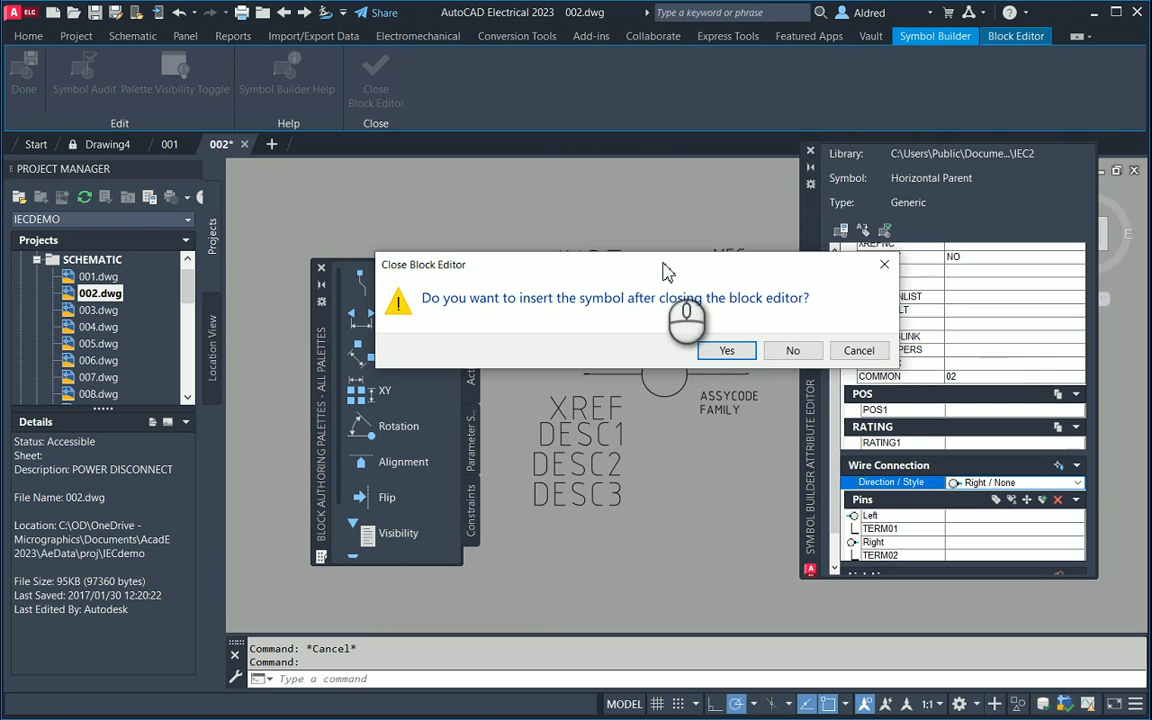 A ELC Share AutoCAD Electrical 2023 002.dwg Type a keyword or phrase Aldred
Home Project Schematic Panel Reports Import/Export Data Electromechanical Conversion Tools Add-ins Collaborate Express Tools Featured Apps Vault Symbol Builder Block Editor
Done Symbol Audit Palette Visibility Toggle Symbol Builder Help Close
Block Editor
Edit Help Close
Start Drawing4 001 002*
PROJECT MANAGER
IECDEMO
Projects
SCHEMATIC
001.dwg
002.dwg
003.dwg
004.dwg
005.dwg
006.dwg
007.dwg
008.dwg
Projects
Location View
Details
Status: Accessible
Sheet:
Description: POWER DISCONNECT
File Name: 002.dwg
Location: C:\OD\OneDrive -
Micrographics\Documents\AcadE
2023\AeData\proj\IECdemo
File Size: 95KB (97360 bytes)
Last Saved: 2017/01/30 12:20:22
Last Edited By: Autodesk
BLOCK AUTHORING PALETTES - ALL PALETTES
XY
Rotation
Alignment
Flip
Visibility
Parameter S...
Constraints
Close Block Editor
Do you want to insert the symbol after closing the block editor?
Yes No Cancel
XREF
DESC1
DESC2
DESC3
ASSYCODE
FAMILY
SYMBOL BUILDER ATTRIBUTE EDITOR
Library: C:\Users\Public\Docume...\IEC2
Symbol: Horizontal Parent
Type: Generic
XREFNC
NO
COMMON 02
POS
POS1
RATING
RATING1
Wire Connection
Direction / Style Right / None
Pins
Left
TERM01
Right
TERM02
E
Command: *Cancel*
Command:
Type a command
MODEL 1:1